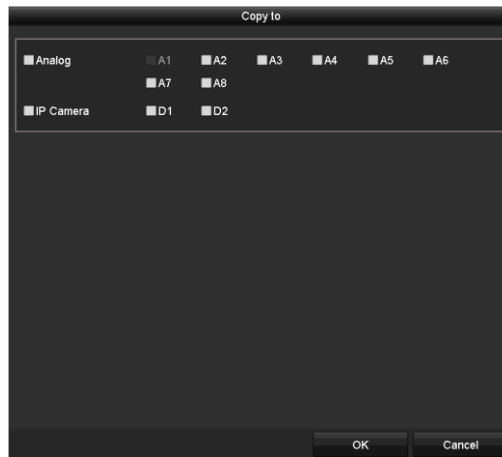 Copy to
Analog A1 A2 A3 A4 A5 A6
A7 A8
IP Camera D1 D2
OK Cancel